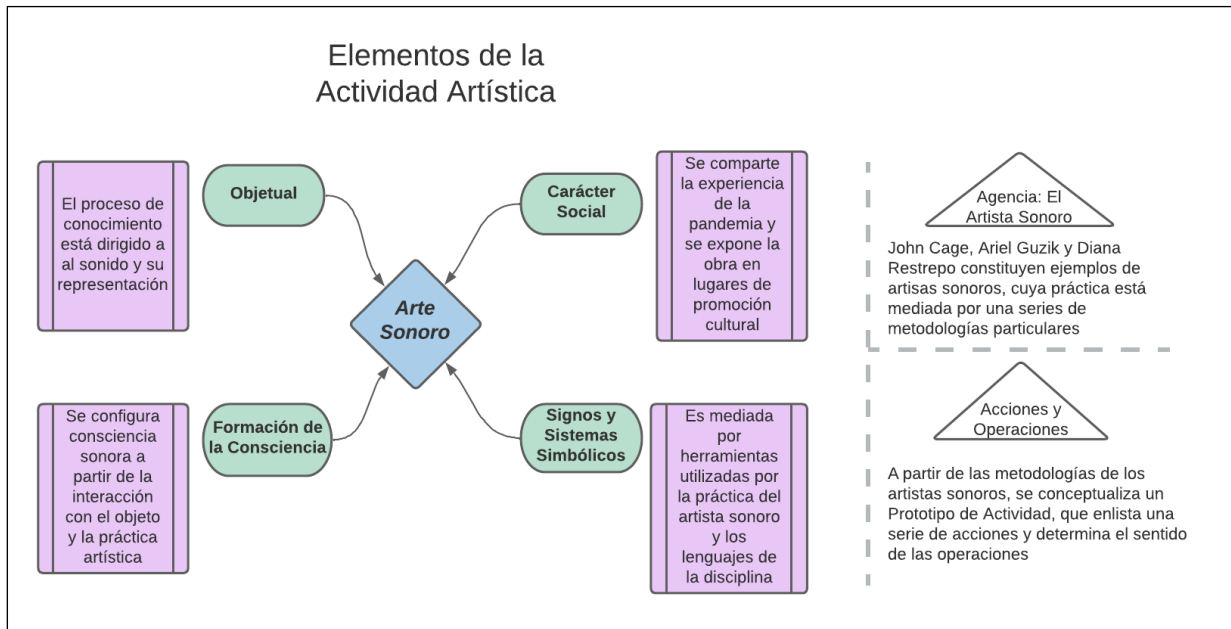 Elementos de la
Actividad Artística
El proceso de
conocimiento
está dirigido a
al sonido y su
representación
Objetual
Carácter
Social
Se comparte
la experiencia
de la
pandemia y
se expone la
obra en
lugares de
promoción
cultural
Arte
Sonoro
Se configura
consciencia
sonora a
partir de la
interacción
con el objeto
y la práctica
artística
Formación de
la Consciencia
Signos y
Sistemas
Simbólicos
Es mediada
por
herramientas
utilizadas por
la práctica del
artista sonoro
y los
lenguajes de
la disciplina
Agencia: El
Artista Sonoro
John Cage, Ariel Guzik y Diana
Restrepo constituyen ejemplos de
artisas sonoros, cuya práctica está
mediada por una series de
metodologías particulares
Acciones y
Operaciones
A partir de las metodologías de los
artistas sonoros, se conceptualiza un
Prototipo de Actividad, que enlista una
serie de acciones y determina el sentido
de las operaciones